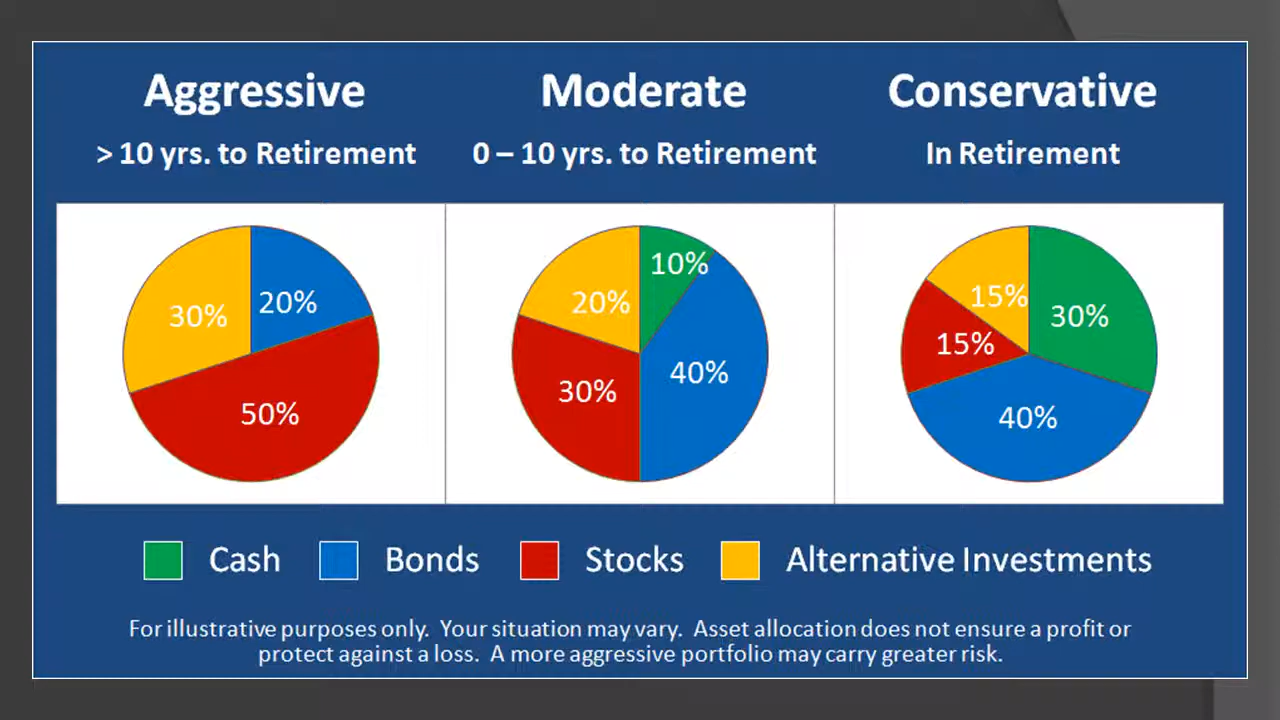 Aggressive
Moderate
Conservative
> 10 yrs. to Retirement
0 – 10 yrs. to Retirement
In Retirement
30%
20%
50%
10%
20%
40%
30%
15%
30%
15%
40%
Cash
Bonds
Stocks
Alternative Investments
For illustrative purposes only. Your situation may vary. Asset allocation does not ensure a profit or
protect against a loss. A more aggressive portfolio may carry greater risk.